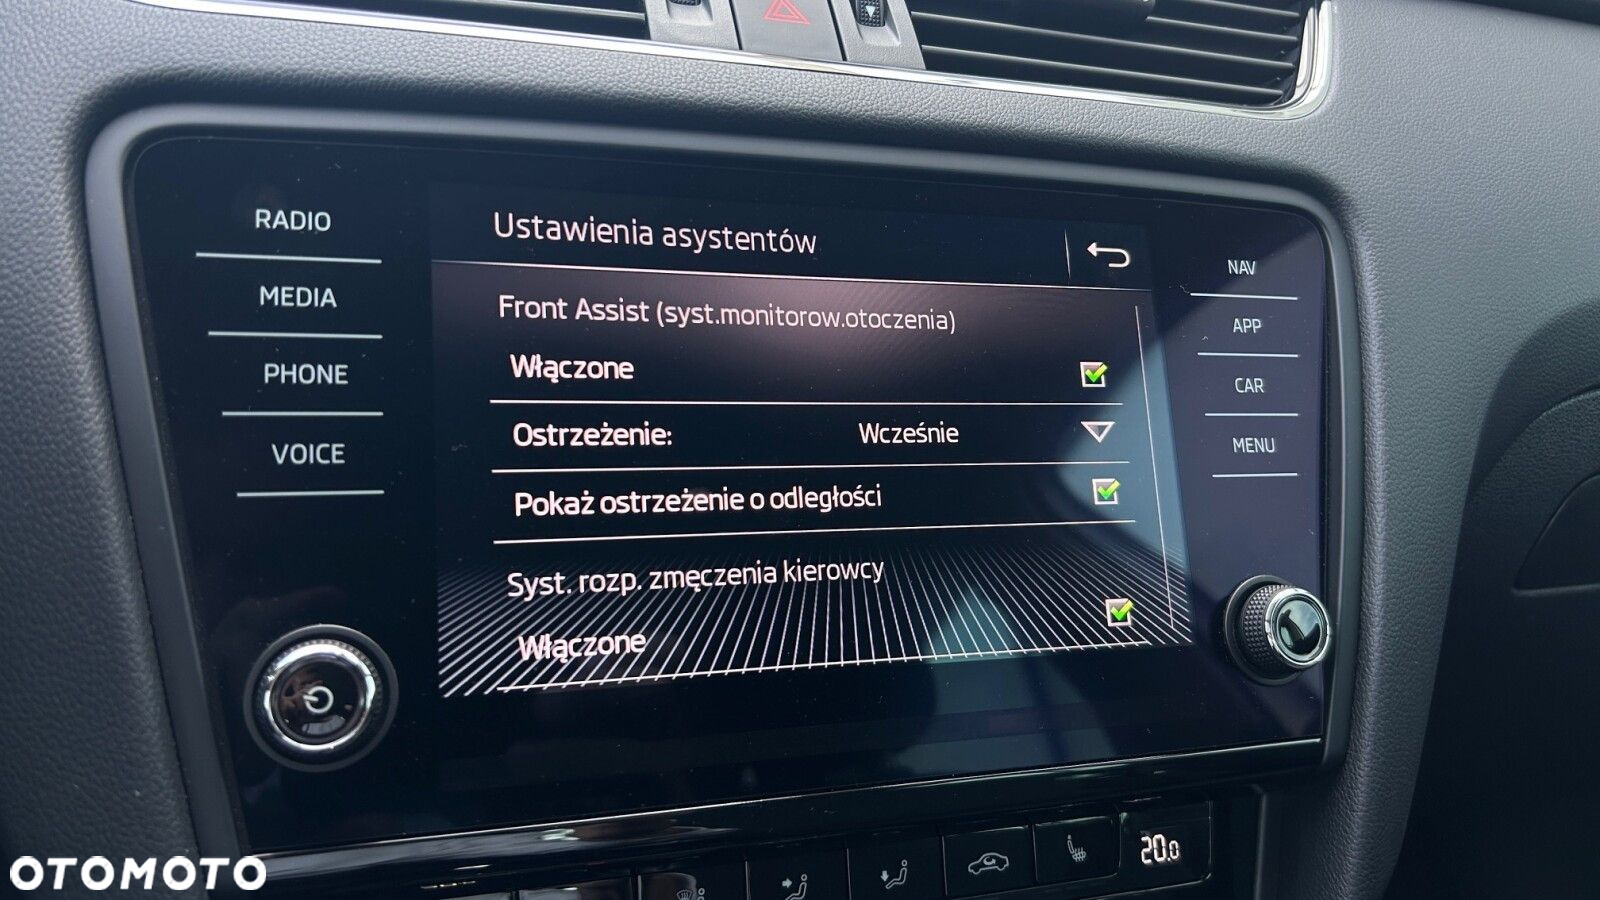 RADIO
MEDIA
PHONE
VOICE
Ustawienia asystentów
Front Assist (syst.monitorow.otoczenia)
Włączone
Ostrzeżenie: Wcześnie
Pokaż ostrzeżenie o odległości
Syst. rozp. zmęczenia kierowcy
Włączone
NAV
APP
CAR
MENU
20.0
OTOMOTO